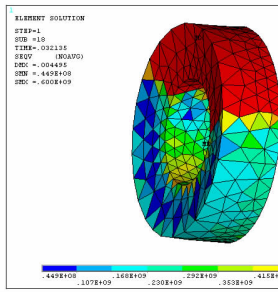 1
ELEMENT SOLUTION
STEP=1
SUB =18
TIME=.032135
SEQV (NOAVG)
DMX =.004495
SMN =.449E+08
SMX =.600E+09
MX
.449E+08 .168E+09 .292E+09 .415E+
.107E+09 .230E+09 .353E+09